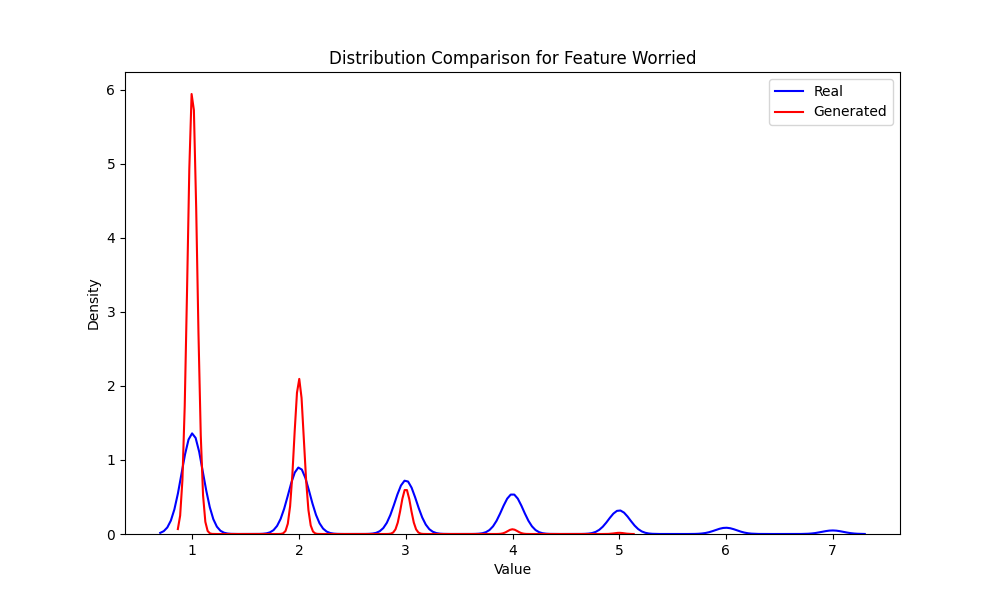 Distribution Comparison for Feature Worried
Real
Generated
Density
6
5
4
3
2
1
0
1 2 3 4 5 6 7
Value